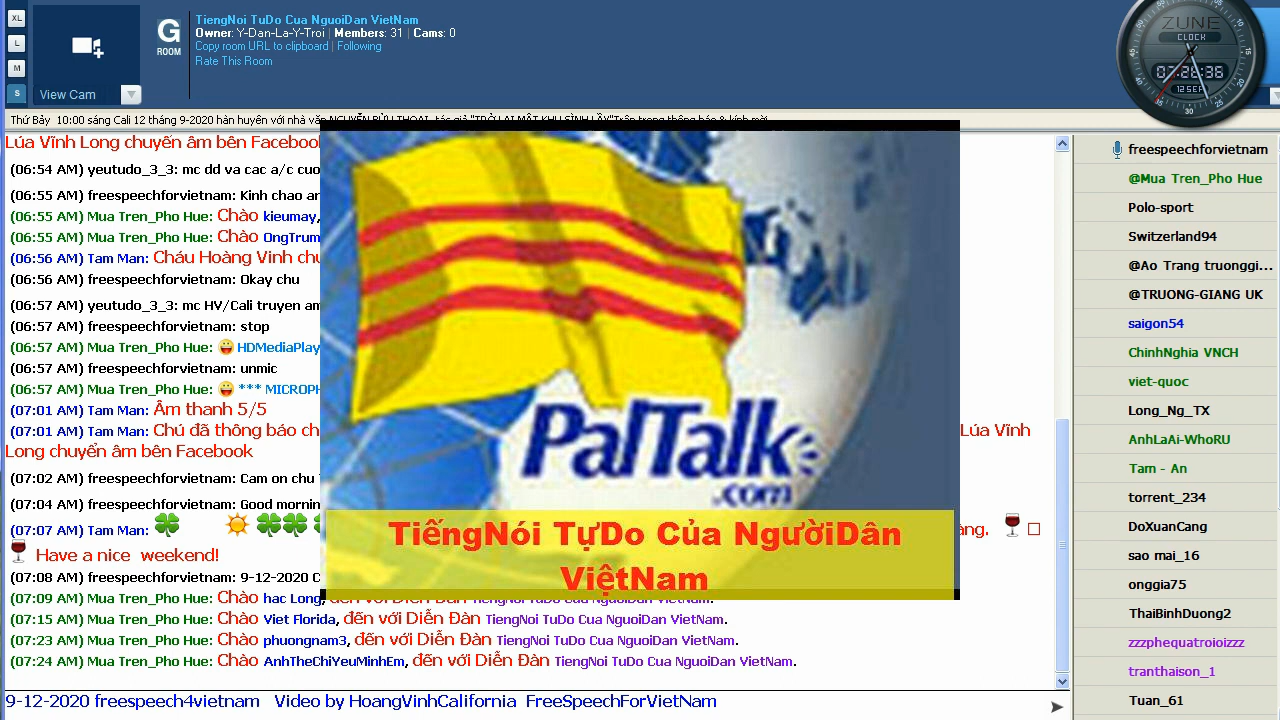 XL
L
M
S
View Cam
G
ROOM
TiengNoi TuDo Cua NguoiDan VietNam
Owner: Y-Dan-La-Y-Troi | Members: 31 | Cams: 0
Copy room URL to clipboard | Following
Rate This Room
ZUNE
CLOCK
12 SEP
Thứ Bảy 10:00 sáng Cali 12 tháng 9-2020 hàn huyên với nhà văn
Lúa Vĩnh Long chuyển âm bên Facebook
(06:54 AM) yeutudo_3_3: mc dd va cac a/c cuo
(06:55 AM) freespeechforvietnam: Kinh chao an
(06:55 AM) Mua Tren_Pho Hue: Chào kieumay,
(06:55 AM) Mua Tren_Pho Hue: Chào OngTrum
(06:56 AM) Tam Man: Cháu Hoàng Vinh chu
(06:56 AM) freespeechforvietnam: Okay chu
(06:57 AM) yeutudo_3_3: mc HV/Cali truyen am
(06:57 AM) freespeechforvietnam: stop
(06:57 AM) Mua Tren_Pho Hue: HDMediaPlay
(06:57 AM) freespeechforvietnam: unmic
(06:57 AM) Mua Tren_Pho Hue: *** MICROPH
(07:01 AM) Tam Man: Âm thanh 5/5
(07:01 AM) Tam Man: Chú đã thông báo ch Lúa Vĩnh
Long chuyển âm bên Facebook
(07:02 AM) freespeechforvietnam: Cam on chu
(07:04 AM) freespeechforvietnam: Good mornin
(07:07 AM) Tam Man: àng.
Have a nice weekend!
(07:08 AM) freespeechforvietnam: 9-12-2020 C
(07:09 AM) Mua Tren_Pho Hue: Chào hac Long, đến với Diễn Đàn TiengNoi TuDo Cua NguoiDan VietNam.
(07:15 AM) Mua Tren_Pho Hue: Chào Viet Florida, đến với Diễn Đàn TiengNoi TuDo Cua NguoiDan VietNam.
(07:23 AM) Mua Tren_Pho Hue: Chào phuongnam3, đến với Diễn Đàn TiengNoi TuDo Cua NguoiDan VietNam.
(07:24 AM) Mua Tren_Pho Hue: Chào AnhTheChiYeuMinhEm, đến với Diễn Đàn TiengNoi TuDo Cua NguoiDan VietNam.
PalTalk
.com
TiếngNói TựDo Của NgườiDân
ViệtNam
freespeechforvietnam
@Mua Tren_Pho Hue
Polo-sport
Switzerland94
@Ao Trang truonggi...
@TRUONG-GIANG UK
saigon54
ChinhNghia VNCH
viet-quoc
Long_Ng_TX
AnhLaAi-WhoRU
Tam - An
torrent_234
DoXuanCang
sao mai_16
onggia75
ThaiBinhDuong2
zzzphequatroioizzz
tranthaison_1
Tuan_61
9-12-2020 freespeech4vietnam Video by HoangVinhCalifornia FreeSpeechForVietNam